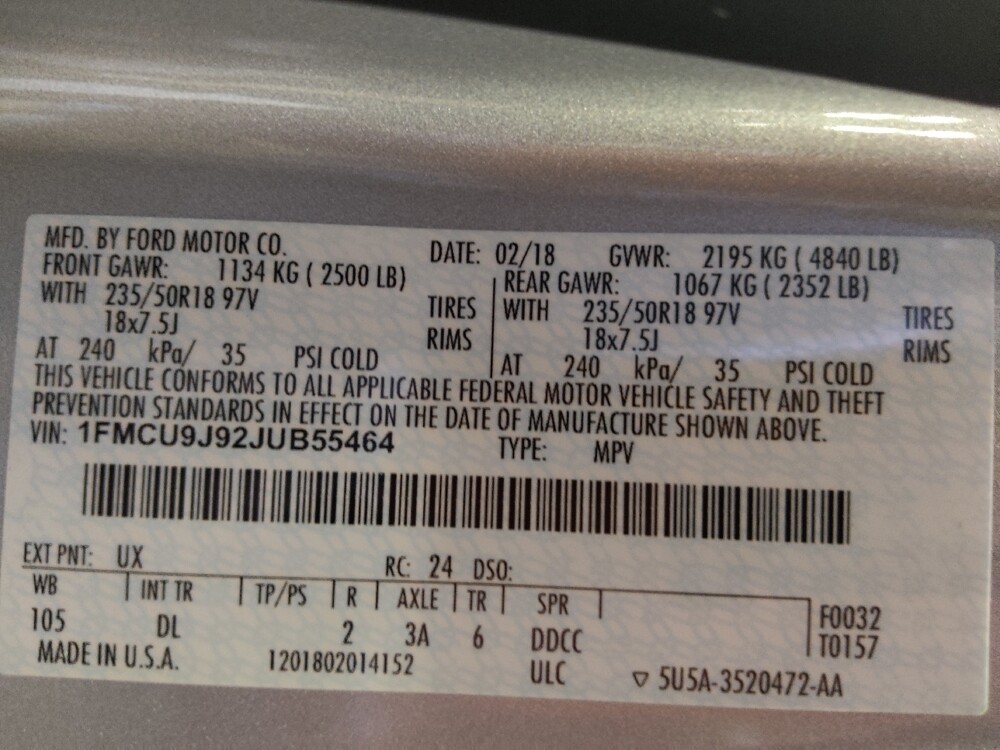 MFD. BY FORD MOTOR CO. DATE: 02/18 GVWR: 2195 KG ( 4840 LB)
FRONT GAWR: 1134 KG ( 2500 LB) REAR GAWR: 1067 KG ( 2352 LB)
WITH 235/50R18 97V TIRES WITH 235/50R18 97V TIRES
18x7.5J RIMS 18x7.5J RIMS
AT 240 kPa/ 35 PSI COLD AT 240 kPa/ 35 PSI COLD
THIS VEHICLE CONFORMS TO ALL APPLICABLE FEDERAL MOTOR VEHICLE SAFETY AND THEFT
PREVENTION STANDARDS IN EFFECT ON THE DATE OF MANUFACTURE SHOWN ABOVE.
VIN: 1FMCU9J92JUB55464 TYPE: MPV
EXT PNT: UX RC: 24 DSO:
WB INT TR TP/PS R AXLE TR SPR F0032
105 DL 2 3A 6 DDCC T0157
MADE IN U.S.A. 1201802014152 ULC ▽ 5U5A-3520472-AA